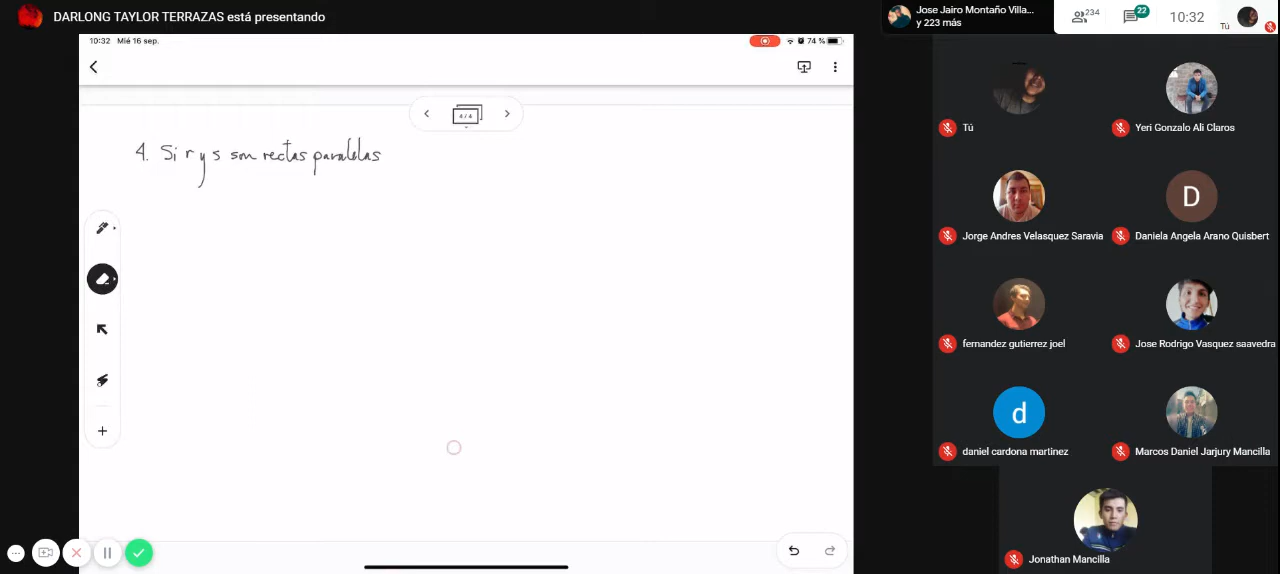 DARLONG TAYLOR TERRAZAS está presentando
Jose Jairo Montaño Villa...
y 223 más
234
22
10:32
Tú
10:32 Mié 16 sep.
74 %
4 / 4
4. Si r y s son rectas paralelas
Tú
Yeri Gonzalo Ali Claros
Jorge Andres Velasquez Saravia
D
Daniela Angela Arano Quisbert
fernandez gutierrez joel
Jose Rodrigo Vasquez saavedra
d
daniel cardona martinez
Marcos Daniel Jarjury Mancilla
Jonathan Mancilla